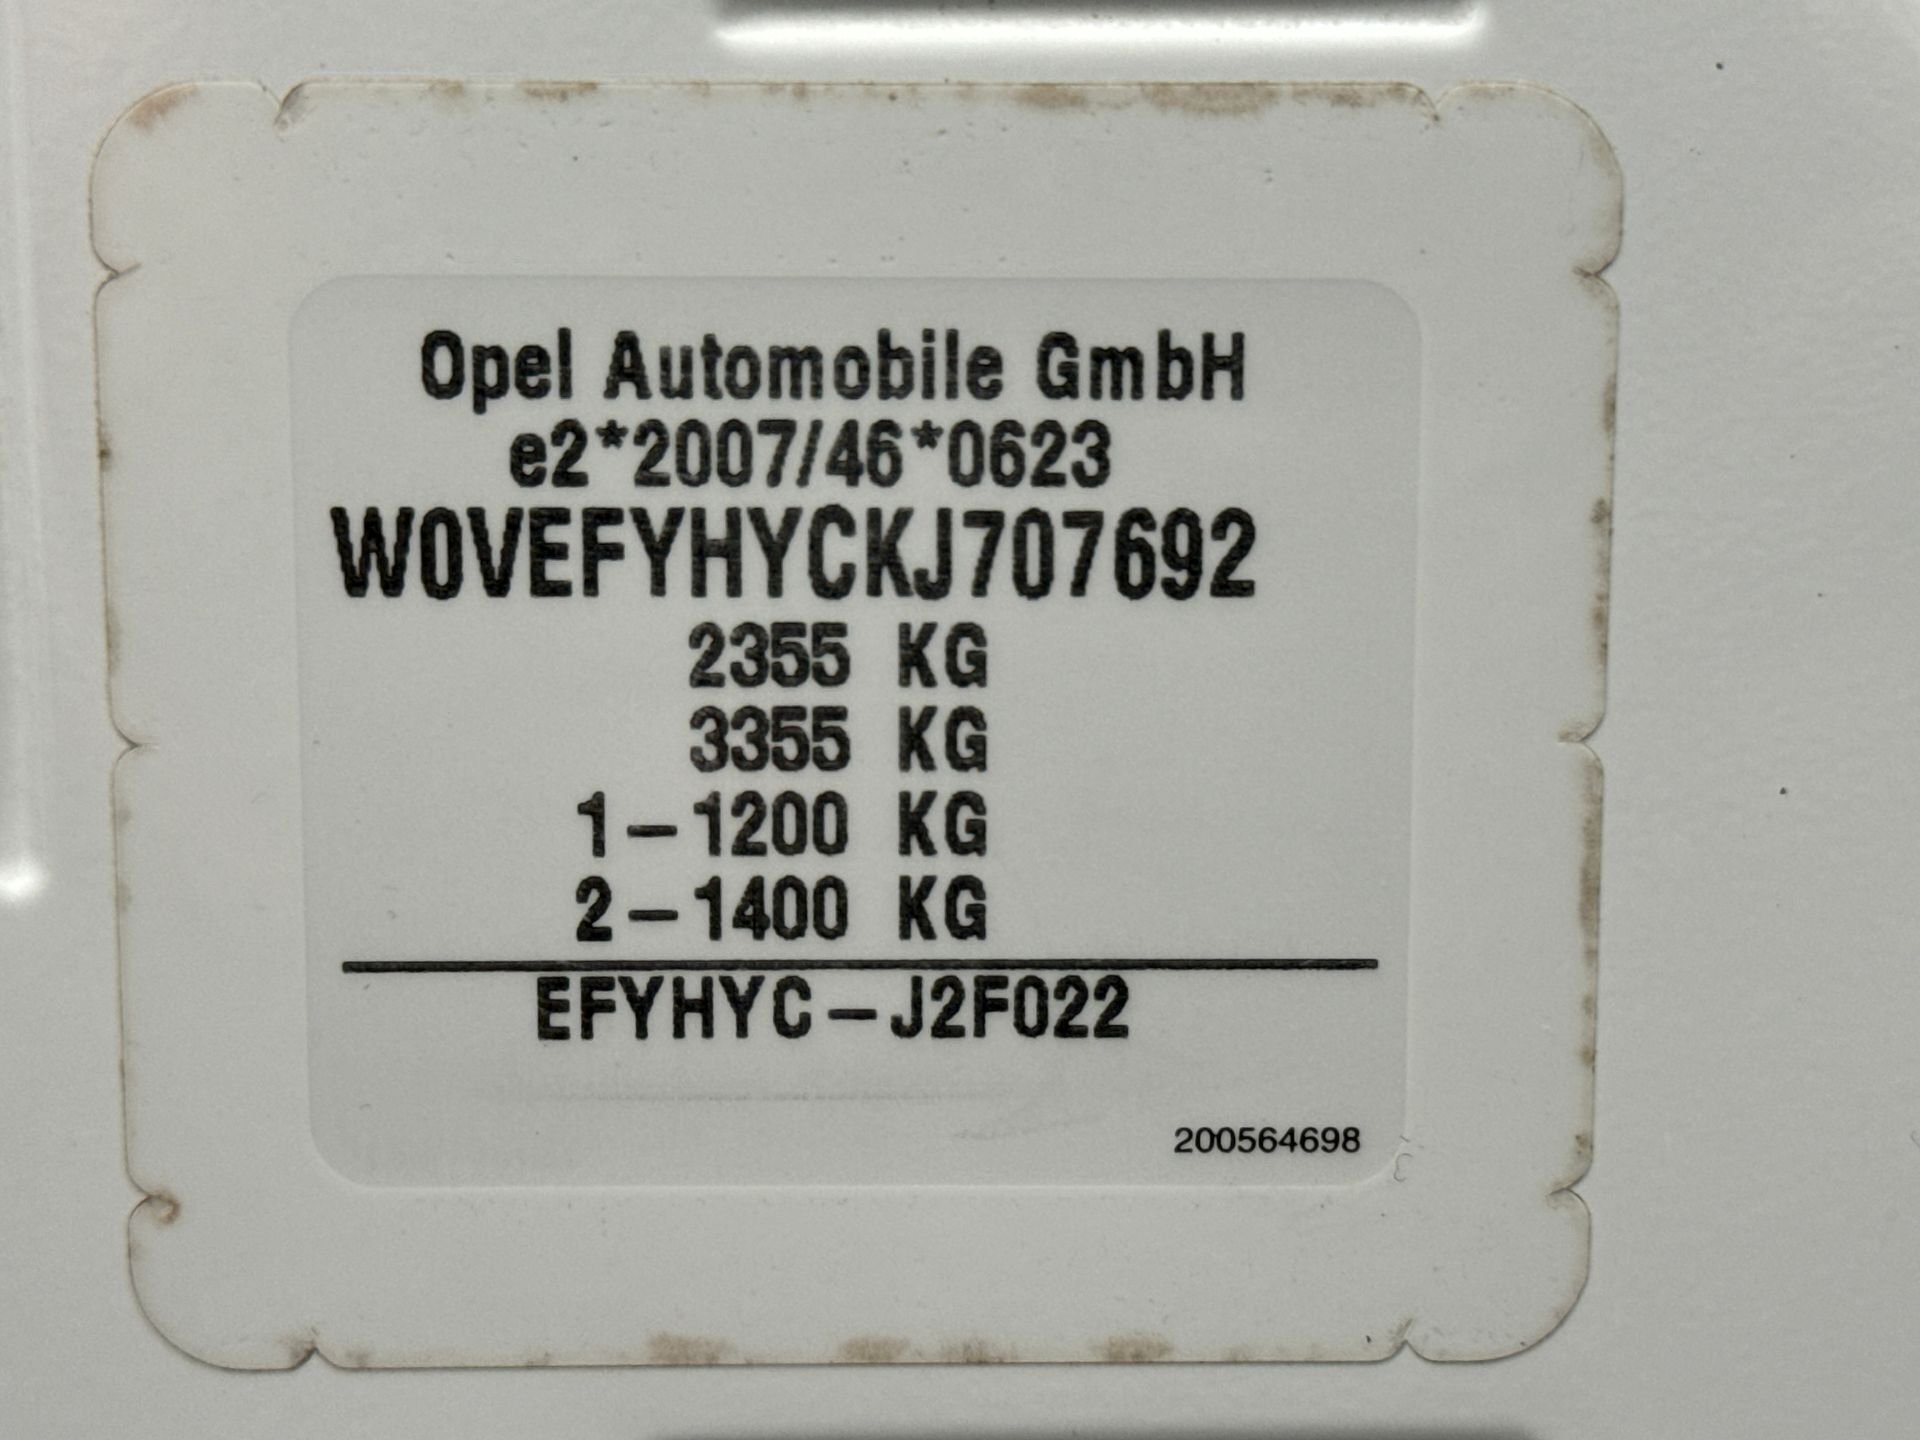 Opel Automobile GmbH
e2*2007/46*0623
W0VEFYHYCKJ707692
2355 KG
3355 KG
1-1200 KG
2-1400 KG
EFYHYC-J2F022
200564698